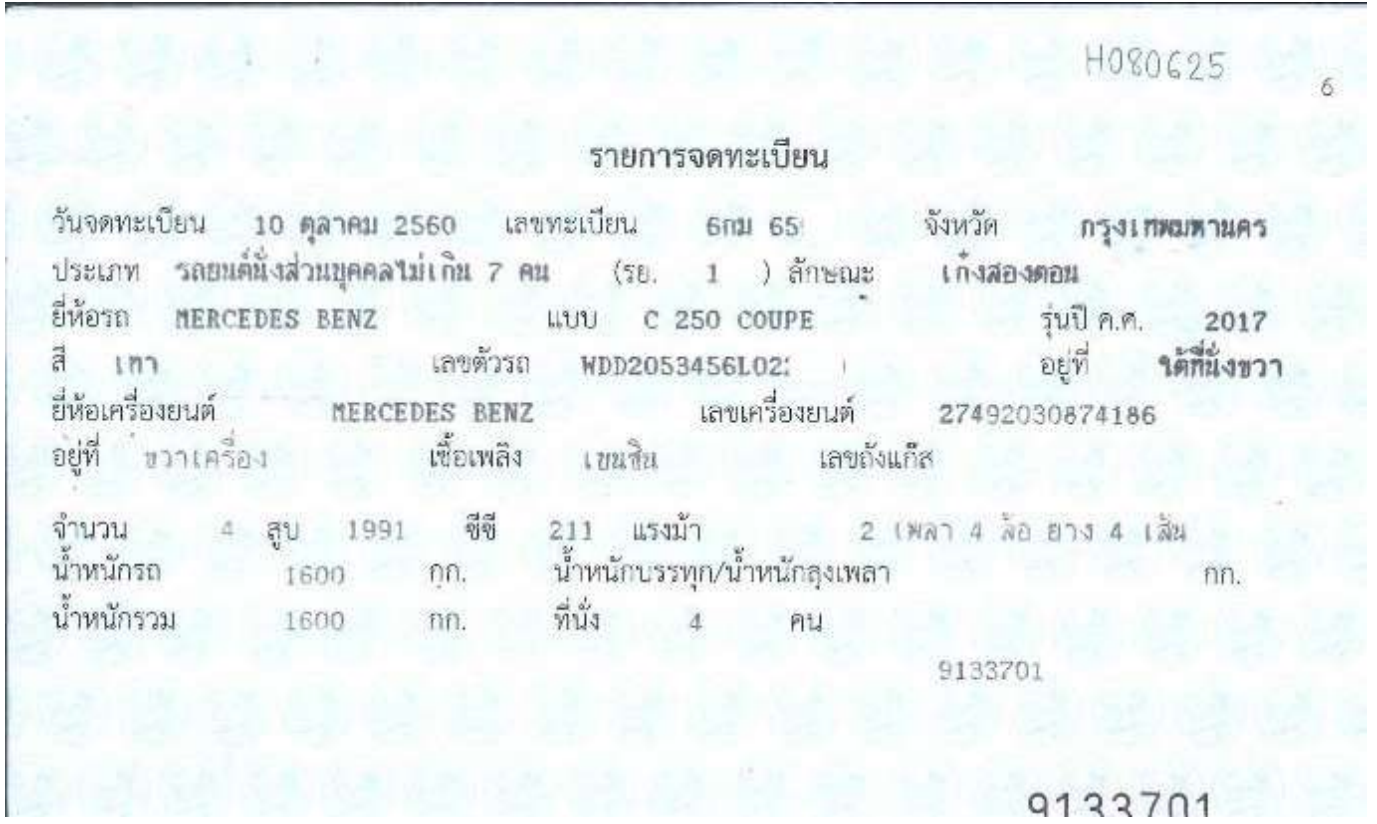 H080625
6
รายการจดทะเบียน
วันจดทะเบียน 10 ตุลาคม 2560 เลขทะเบียน 6กม 65 จังหวัด กรุงเทพมหานคร
ประเภท รถยนต์นั่งส่วนบุคคลไม่เกิน 7 คน (รย. 1 ) ลักษณะ เก๋งสองตอน
ยี่ห้อรถ MERCEDES BENZ แบบ C 250 COUPE รุ่นปี ค.ศ. 2017
สี เทา เลขตัวรถ WDD2053456L02 อยู่ที่ ใต้ที่นั่งขวา
ยี่ห้อเครื่องยนต์ MERCEDES BENZ เลขเครื่องยนต์ 27492030874186
อยู่ที่ ขวาเครื่อง เชื้อเพลิง เบนซิน เลขถังแก๊ส
จำนวน 4 สูบ 1991 ซีซี 211 แรงม้า 2 เพลา 4 ล้อ ยาง 4 เส้น
น้ำหนักรถ 1600 กก. น้ำหนักบรรทุก/น้ำหนักลงเพลา กก.
น้ำหนักรวม 1600 กก. ที่นั่ง 4 คน
9133701
9133701